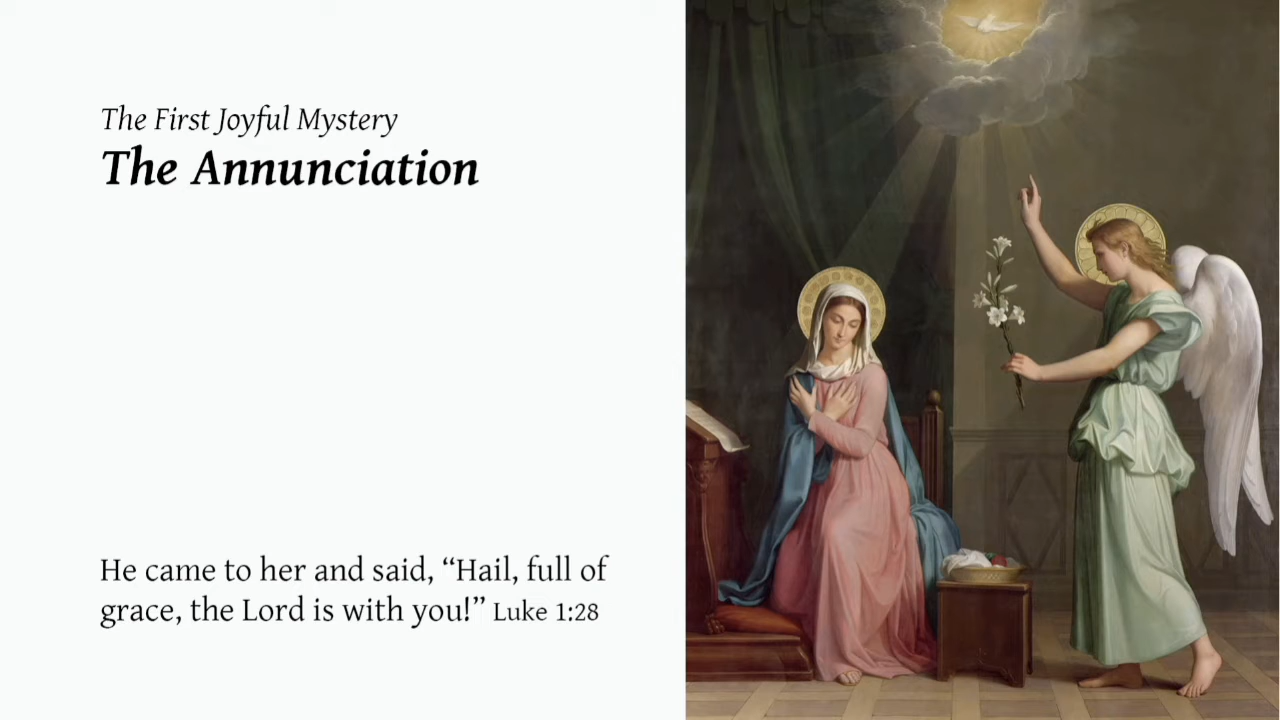 The First Joyful Mystery
The Annunciation
He came to her and said, “Hail, full of
grace, the Lord is with you!” Luke 1:28